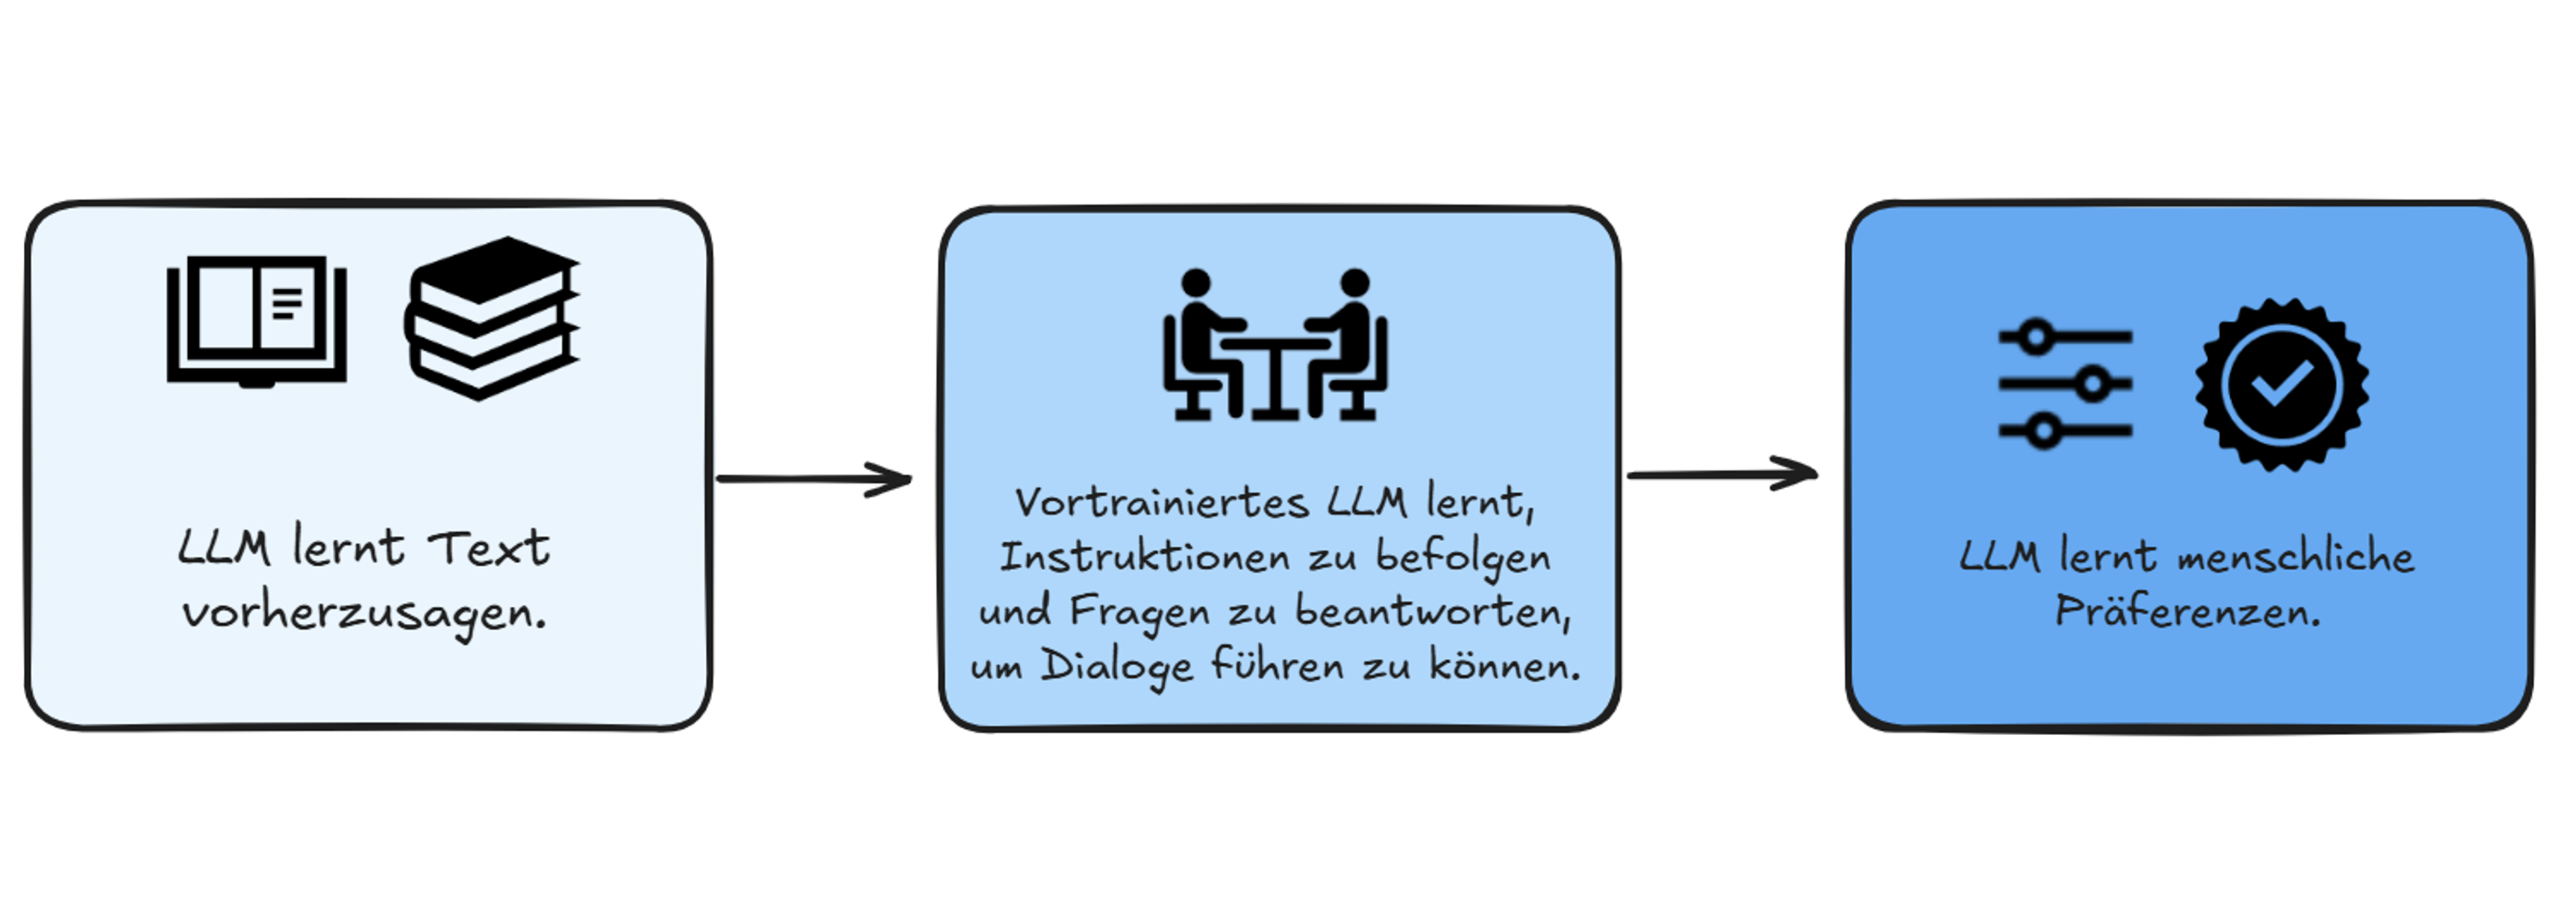 LLM lernt Text
vorherzusagen.
Vortrainiertes LLM lernt,
Instruktionen zu befolgen
und Fragen zu beantworten,
um Dialoge führen zu können.
LLM lernt menschliche
Präferenzen.